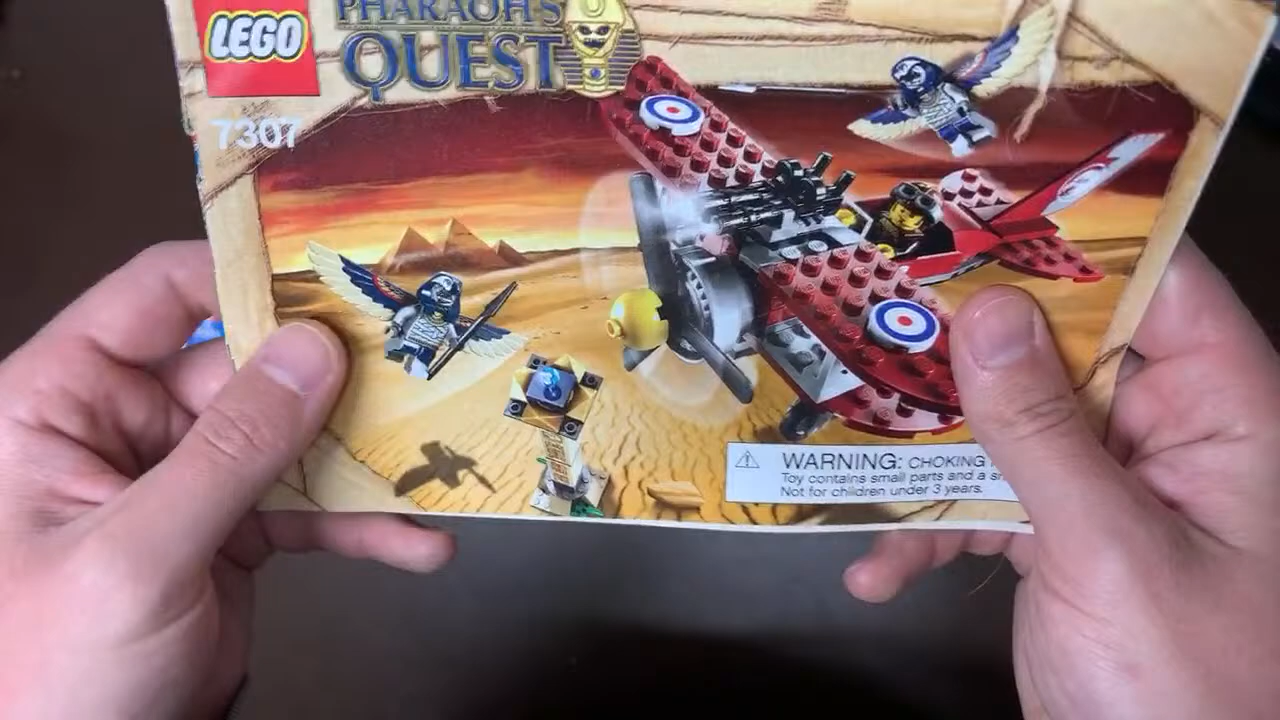 LEGO
PHARAOH'S
QUEST
7307
WARNING: CHOKING
Toy contains small parts and a
Not for children under 3 years.